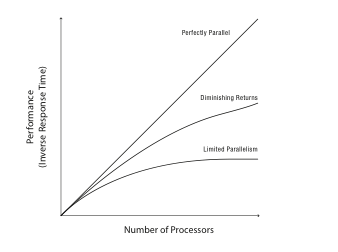 Perfectly Parallel
Diminishing Returns
Limited Parallelism
Performance
(Inverse Response Time)
Number of Processors